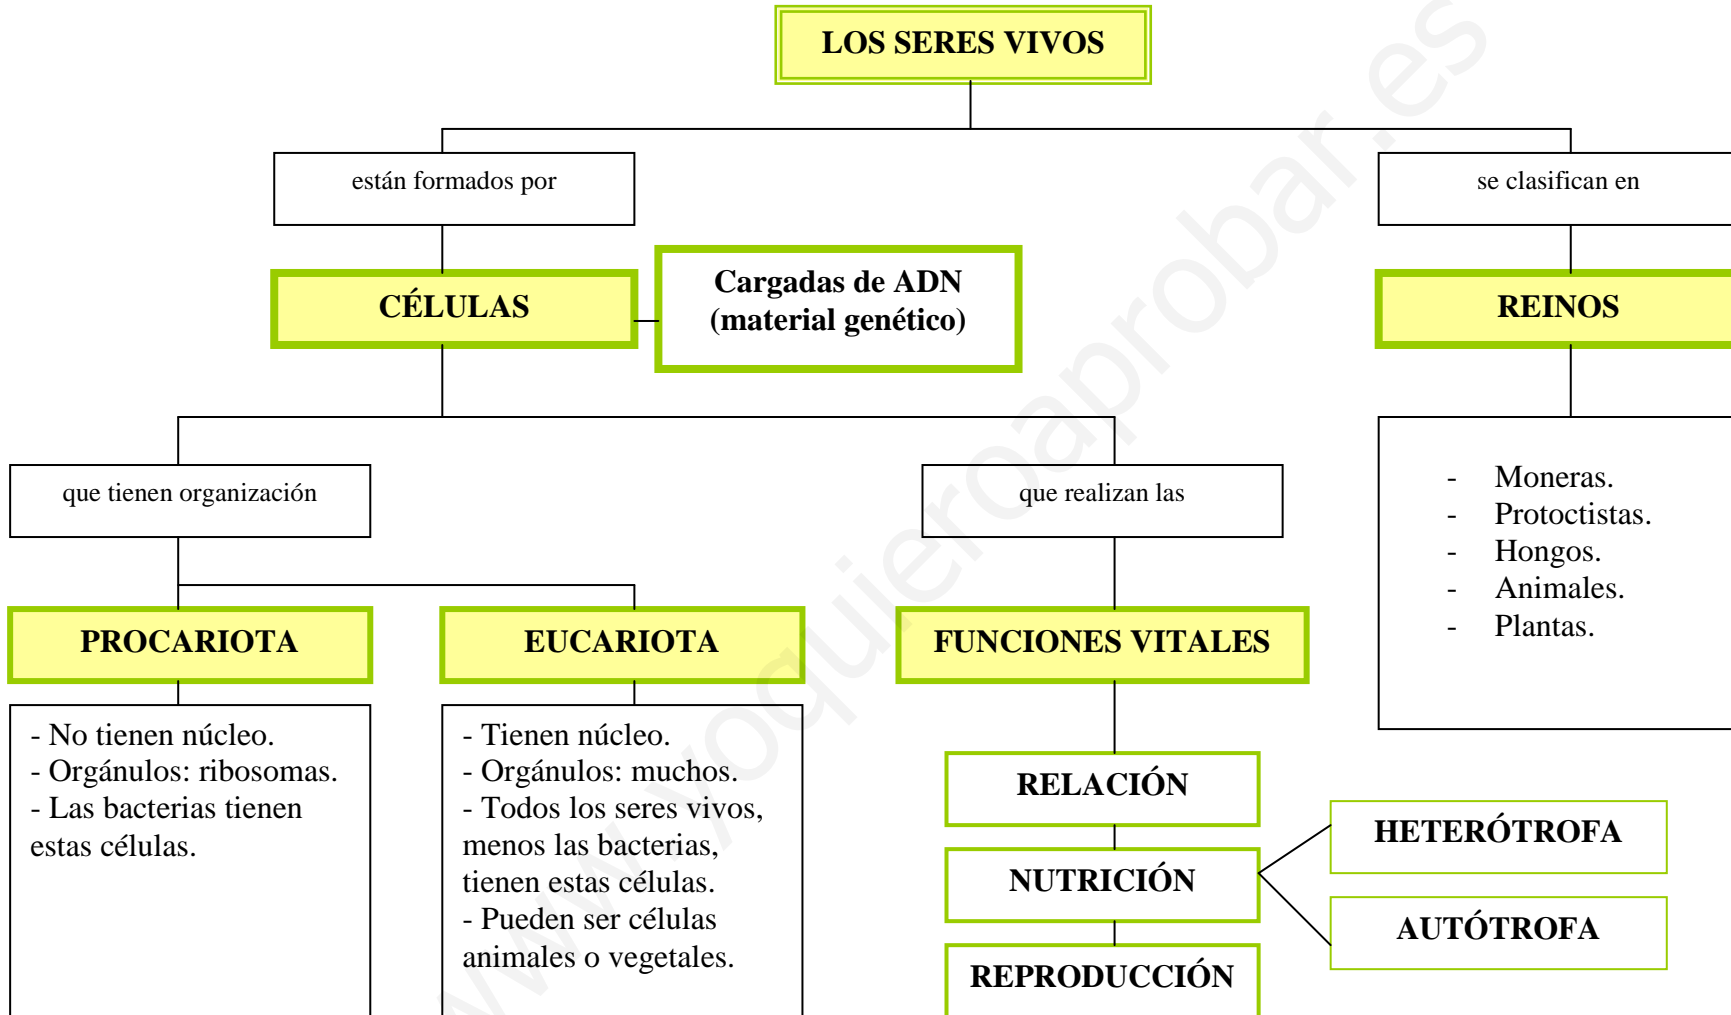 LOS SERES VIVOS
están formados por
se clasifican en
CÉLULAS
Cargadas de ADN
(material genético)
REINOS
que tienen organización
que realizan las
- Moneras.
- Protoctistas.
- Hongos.
- Animales.
- Plantas.
PROCARIOTA
EUCARIOTA
FUNCIONES VITALES
- No tienen núcleo.
- Orgánulos: ribosomas.
- Las bacterias tienen
estas células.
- Tienen núcleo.
- Orgánulos: muchos.
- Todos los seres vivos,
menos las bacterias,
tienen estas células.
- Pueden ser células
animales o vegetales.
RELACIÓN
NUTRICIÓN
REPRODUCCIÓN
HETERÓTROFA
AUTÓTROFA
www.yoquieroaprobar.es